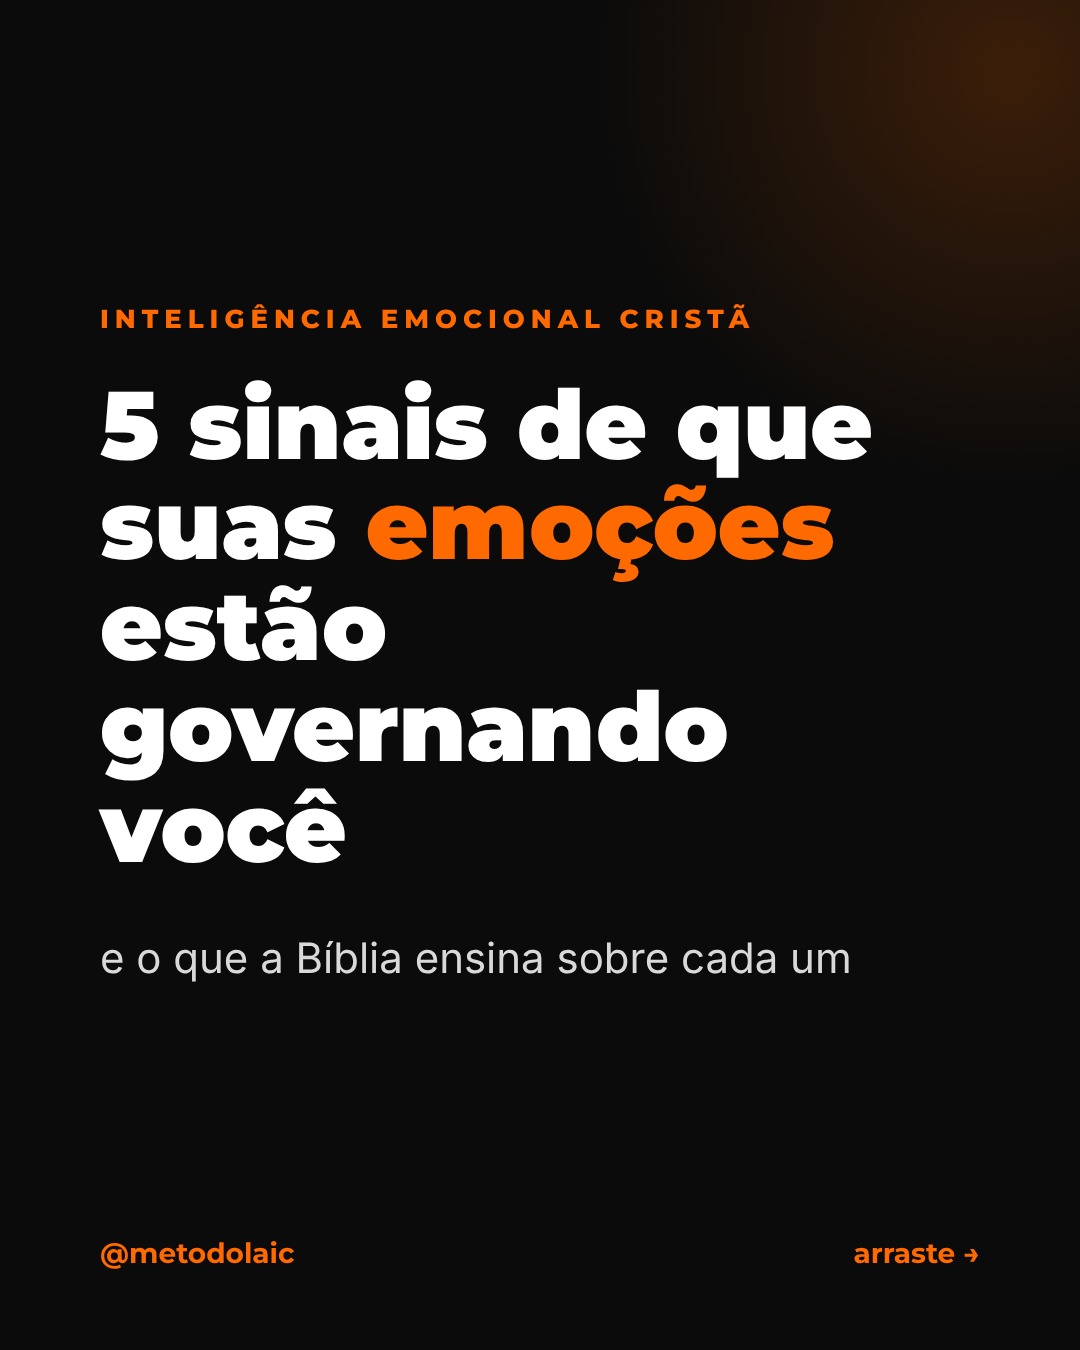 INTELIGÊNCIA EMOCIONAL CRISTÃ
5 sinais de que
suas emoções
estão
governando
você
e o que a Bíblia ensina sobre cada um
@metodolaic
arraste →